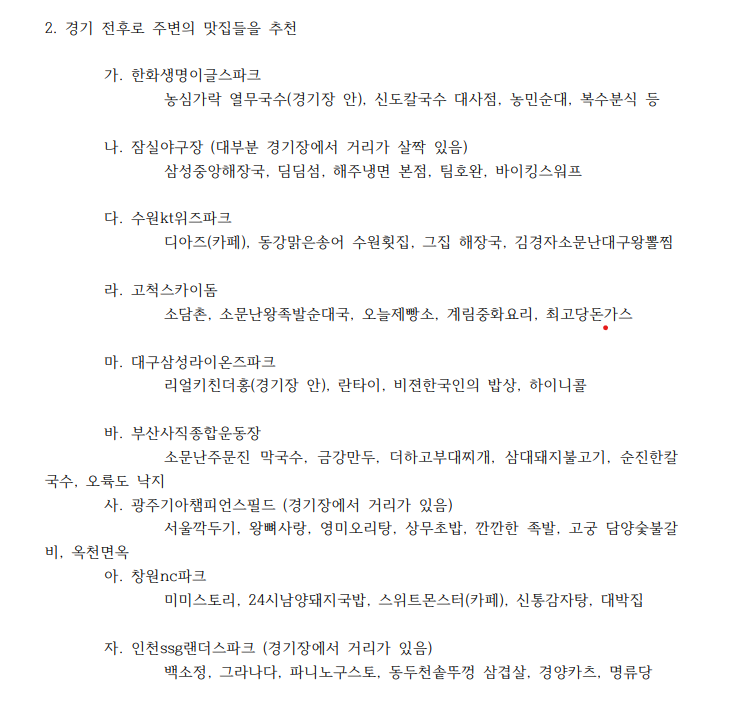 2. 경기 전후로 주변의 맛집들을 추천
가. 한화생명이글스파크
농심가락 열무국수(경기장 안), 신도칼국수 대사점, 농민순대, 복수분식 등
나. 잠실야구장 (대부분 경기장에서 거리가 살짝 있음)
삼성중앙해장국, 딤딤섬, 해주냉면 본점, 팀호완, 바이킹스워프
다. 수원kt위즈파크
디아즈(카페), 동강맑은송어 수원횟집, 그집 해장국, 김경자소문난대구왕뽈찜
라. 고척스카이돔
소담촌, 소문난왕족발순대국, 오늘제빵소, 계림중화요리, 최고당돈가스
마. 대구삼성라이온즈파크
리얼키친더홍(경기장 안), 란타이, 비젼한국인의 밥상, 하이니콜
바. 부산사직종합운동장
소문난주문진 막국수, 금강만두, 더하고부대찌개, 삼대돼지불고기, 순진한칼
국수, 오륙도 낙지
사. 광주기아챔피언스필드 (경기장에서 거리가 있음)
서울깍두기, 왕뼈사랑, 영미오리탕, 상무초밥, 깐깐한 족발, 고궁 담양숯불갈
비, 옥천면옥
아. 창원nc파크
미미스토리, 24시남양돼지국밥, 스위트몬스터(카페), 신통감자탕, 대박집
자. 인천ssg랜더스파크 (경기장에서 거리가 있음)
백소정, 그라나다, 파니노구스토, 동두천솥뚜껑 삼겹살, 경양카츠, 명류당